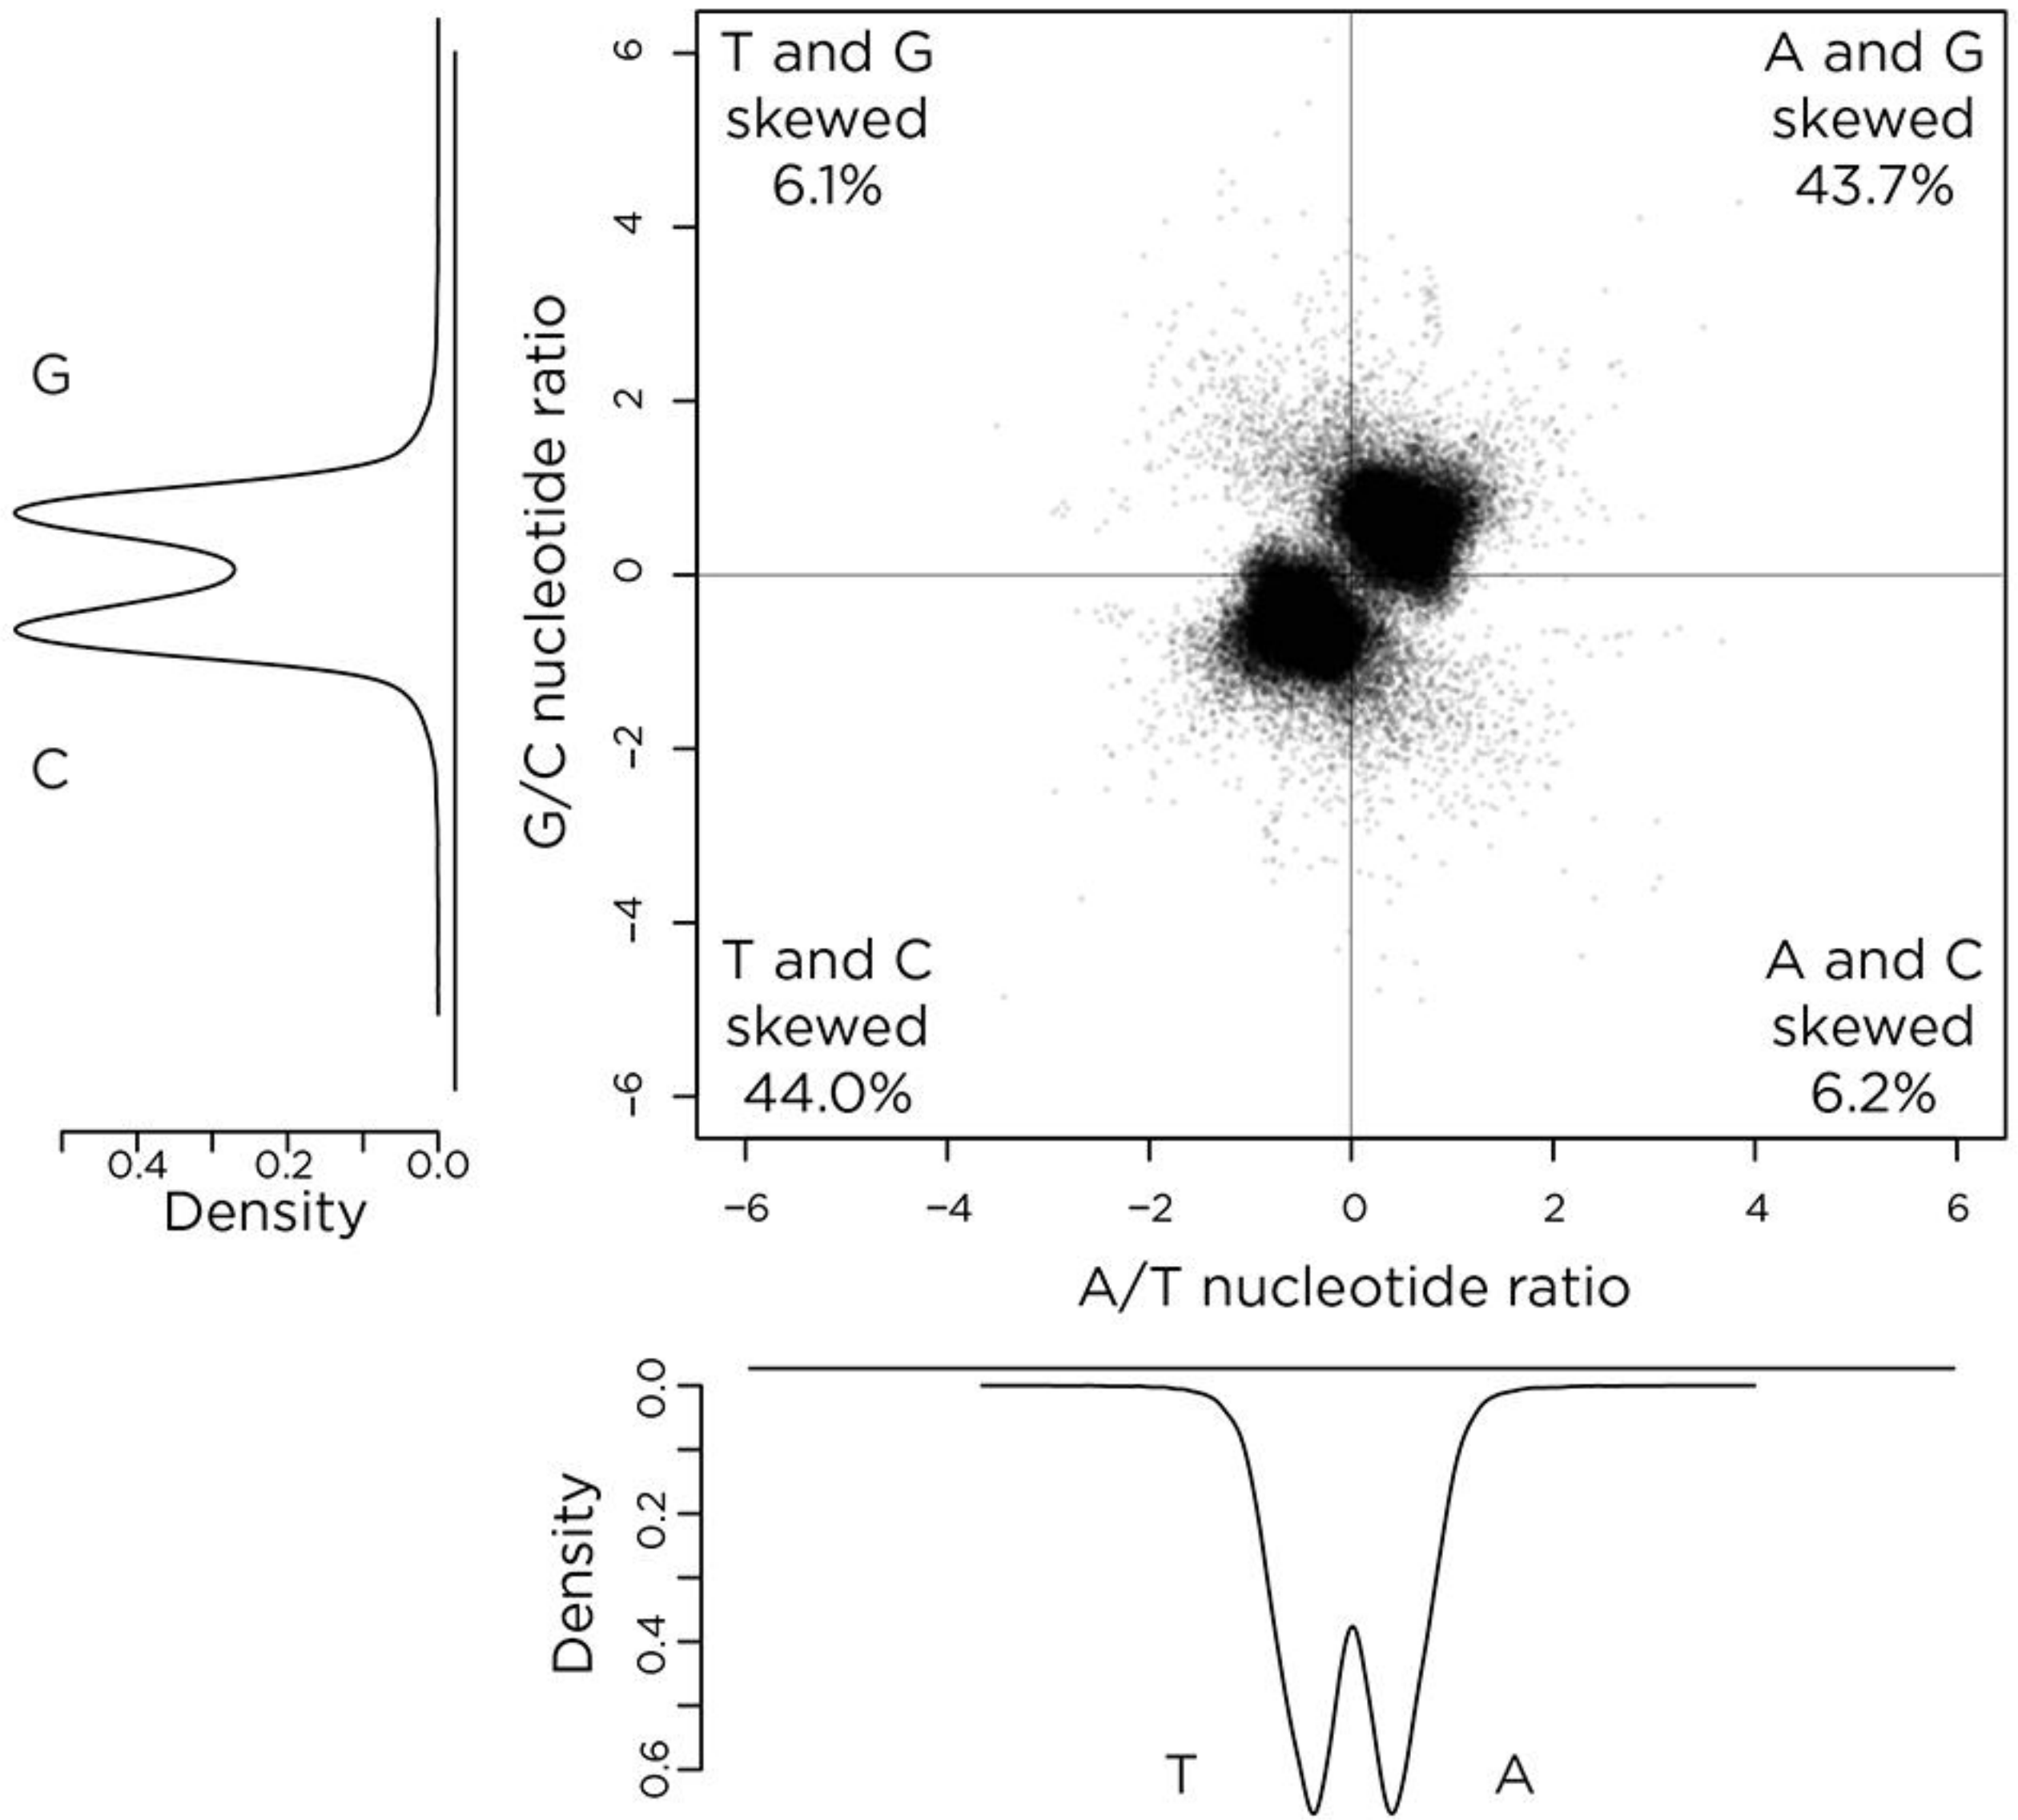 T and G
skewed
6.1%
A and G
skewed
43.7%
T and C
skewed
44.0%
A and C
skewed
6.2%
G
C
0.4 0.2 0.0
Density
G/C nucleotide ratio
6
4
2
0
−2
−4
−6
−6 −4 −2 0 2 4 6
A/T nucleotide ratio
Density
0.0
0.2
0.4
0.6
T A